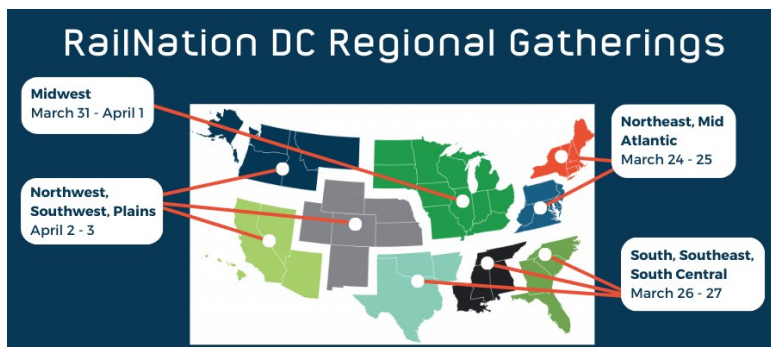 RailNation DC Regional Gatherings
Midwest
March 31 - April 1
Northwest,
Southwest, Plains
April 2 - 3
Northeast, Mid
Atlantic
March 24 - 25
South, Southeast,
South Central
March 26 - 27